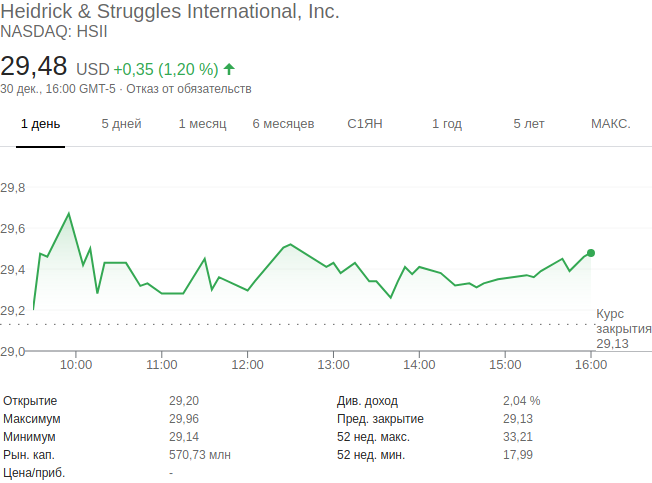 Heidrick & Struggles International, Inc.
NASDAQ: HSII
29,48 USD +0,35 (1,20 %)
30 дек., 16:00 GMT-5 · Отказ от обязательств
1 день 5 дней 1 месяц 6 месяцев С1ЯН 1 год 5 лет МАКС.
29,8
29,6
29,4
29,2
Курс
закрытия
29,13
29,0
10:00 11:00 12:00 13:00 14:00 15:00 16:00
Открытие 29,20 Див. доход 2,04 %
Максимум 29,96 Пред. закрытие 29,13
Минимум 29,14 52 нед. макс. 33,21
Рын. кап. 570,73 млн 52 нед. мин. 17,99
Цена/приб. -